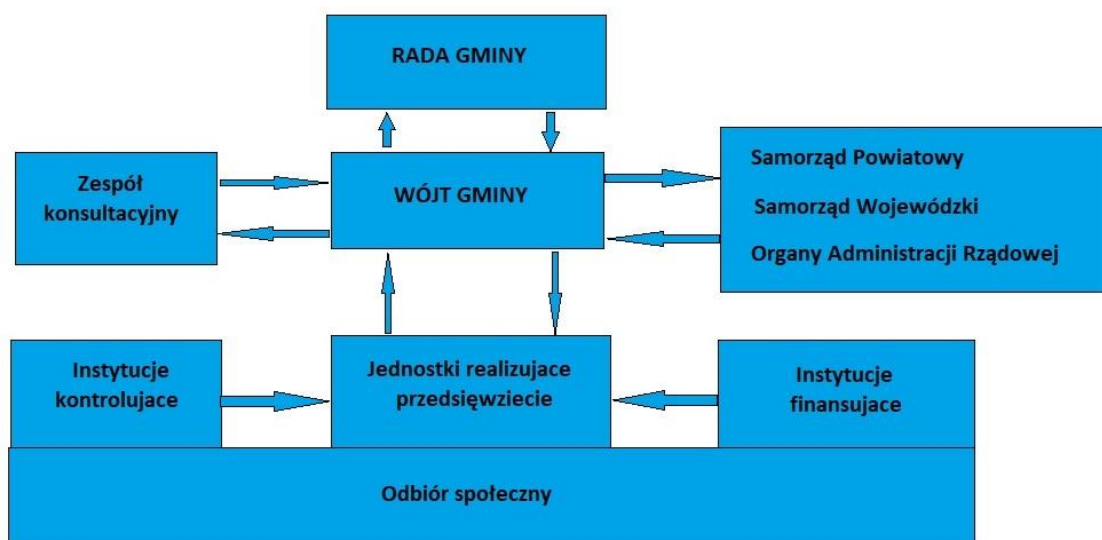 RADA GMINY
Zespół
konsultacyjny
WÓJT GMINY
Samorząd Powiatowy
Samorząd Wojewódzki
Organy Administracji Rządowej
Instytucje
kontrolujace
Jednostki realizujace
przedsięwziecie
Instytucje
finansujace
Odbiór społeczny